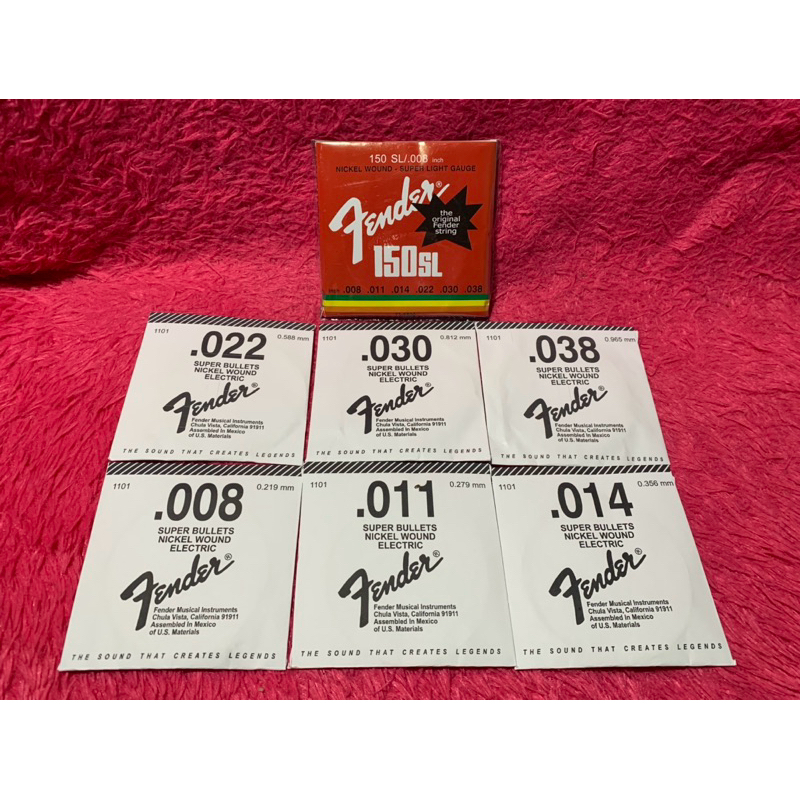 150 SL/.008 inch
NICKEL WOUND - SUPER LIGHT GAUGE
Fender®
the
original
Fender
string
150SL
.008 .011 .014 .022 .030 .038
1101
.022
0.588 mm
SUPER BULLETS
NICKEL WOUND
ELECTRIC
Fender®
Fender Musical Instruments
Chula Vista, California 91911
Assembled In Mexico
of U.S. Materials
THE SOUND THAT CREATES LEGENDS
1101
.030
0.812 mm
SUPER BULLETS
NICKEL WOUND
ELECTRIC
Fender®
Fender Musical Instruments
Chula Vista, California 91911
Assembled In Mexico
of U.S. Materials
THE SOUND THAT CREATES LEGENDS
1101
.038
0.965 mm
SUPER BULLETS
NICKEL WOUND
ELECTRIC
Fender®
Fender Musical Instruments
Chula Vista, California 91911
Assembled In Mexico
of U.S. Materials
THE SOUND THAT CREATES LEGENDS
1101
.008
0.219 mm
SUPER BULLETS
NICKEL WOUND
ELECTRIC
Fender®
Fender Musical Instruments
Chula Vista, California 91911
Assembled In Mexico
of U.S. Materials
THE SOUND THAT CREATES LEGENDS
1101
.011
0.279 mm
SUPER BULLETS
NICKEL WOUND
ELECTRIC
Fender®
Fender Musical Instruments
Chula Vista, California 91911
Assembled In Mexico
of U.S. Materials
THE SOUND THAT CREATES LEGENDS
1101
.014
0.356 mm
SUPER BULLETS
NICKEL WOUND
ELECTRIC
Fender®
Fender Musical Instruments
Chula Vista, California 91911
Assembled In Mexico
of U.S. Materials
THE SOUND THAT CREATES LEGENDS